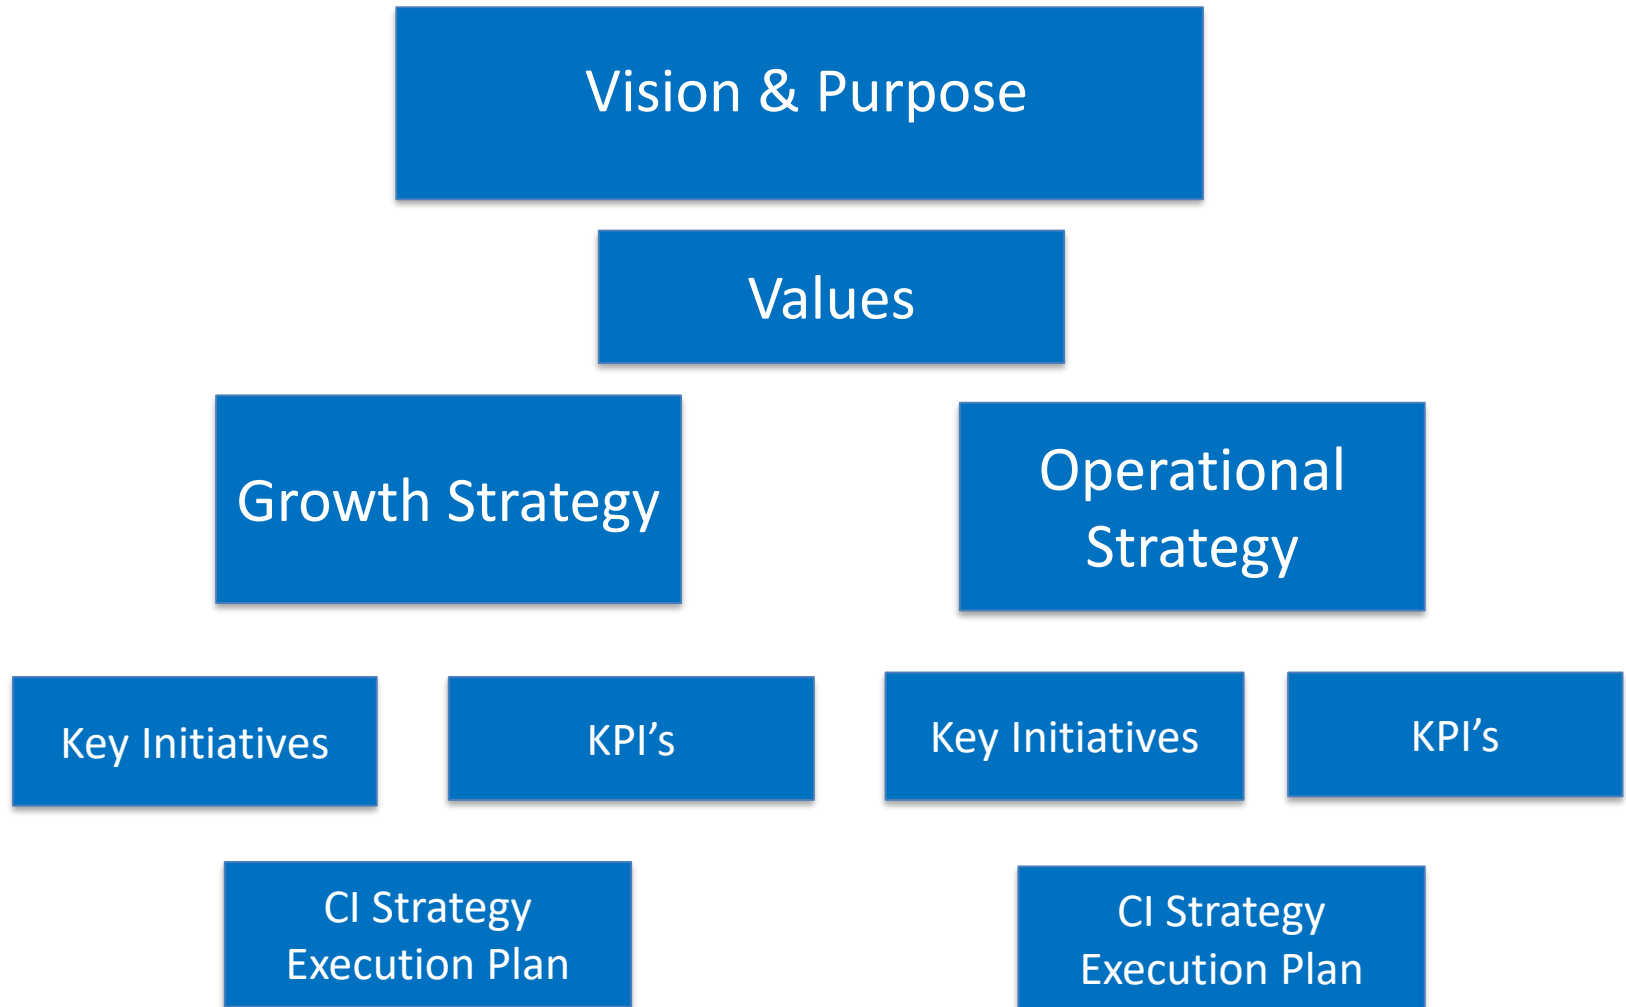 Vision & Purpose
Values
Growth Strategy
Operational
Strategy
Key Initiatives
KPI’s
Key Initiatives
KPI’s
CI Strategy
Execution Plan
CI Strategy
Execution Plan